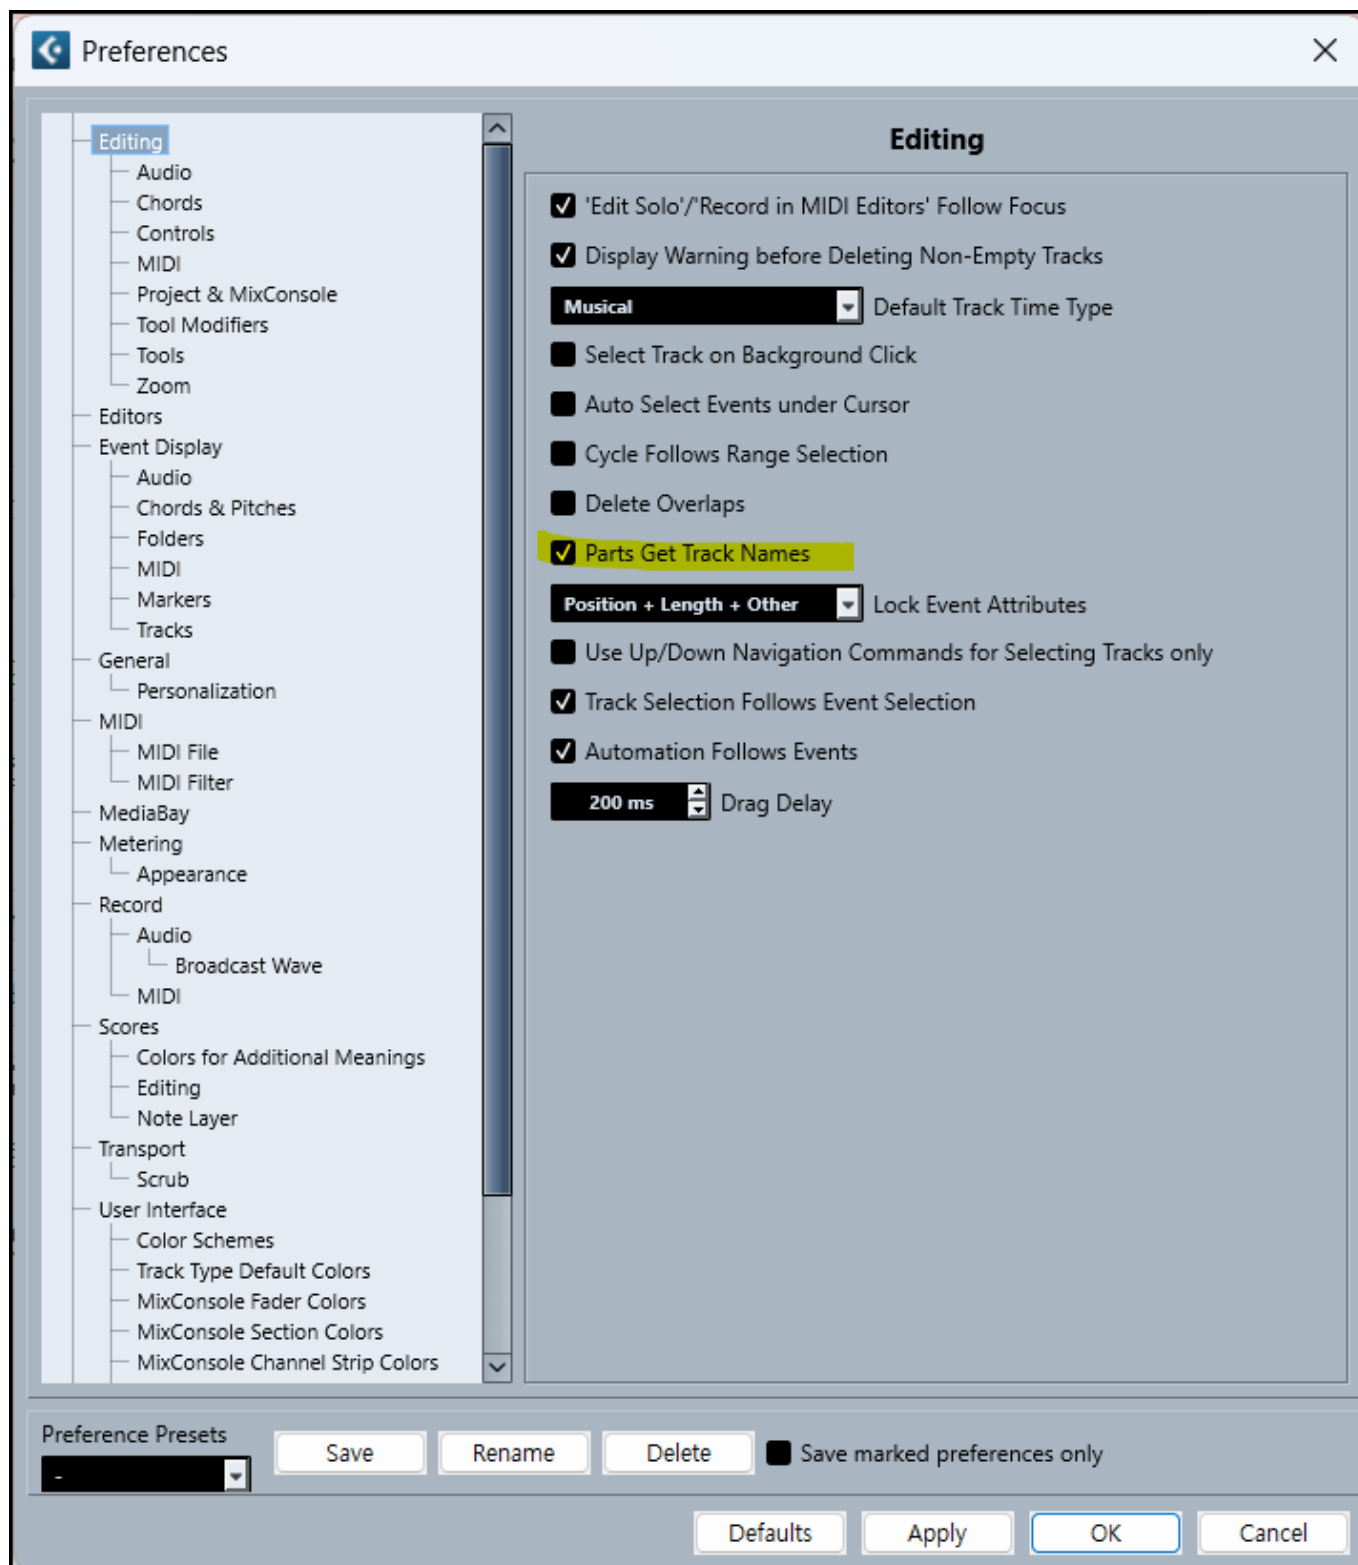 Preferences
Editing
Audio
Chords
Controls
MIDI
Project & MixConsole
Tool Modifiers
Tools
Zoom
Editors
Event Display
Audio
Chords & Pitches
Folders
MIDI
Markers
Tracks
General
Personalization
MIDI
MIDI File
MIDI Filter
MediaBay
Metering
Appearance
Record
Audio
Broadcast Wave
MIDI
Scores
Colors for Additional Meanings
Editing
Note Layer
Transport
Scrub
User Interface
Color Schemes
Track Type Default Colors
MixConsole Fader Colors
MixConsole Section Colors
MixConsole Channel Strip Colors
Editing
'Edit Solo'/'Record in MIDI Editors' Follow Focus
Display Warning before Deleting Non-Empty Tracks
Musical Default Track Time Type
Select Track on Background Click
Auto Select Events under Cursor
Cycle Follows Range Selection
Delete Overlaps
Parts Get Track Names
Position + Length + Other Lock Event Attributes
Use Up/Down Navigation Commands for Selecting Tracks only
Track Selection Follows Event Selection
Automation Follows Events
200 ms Drag Delay
Preference Presets
-
Save Rename Delete Save marked preferences only
Defaults Apply OK Cancel